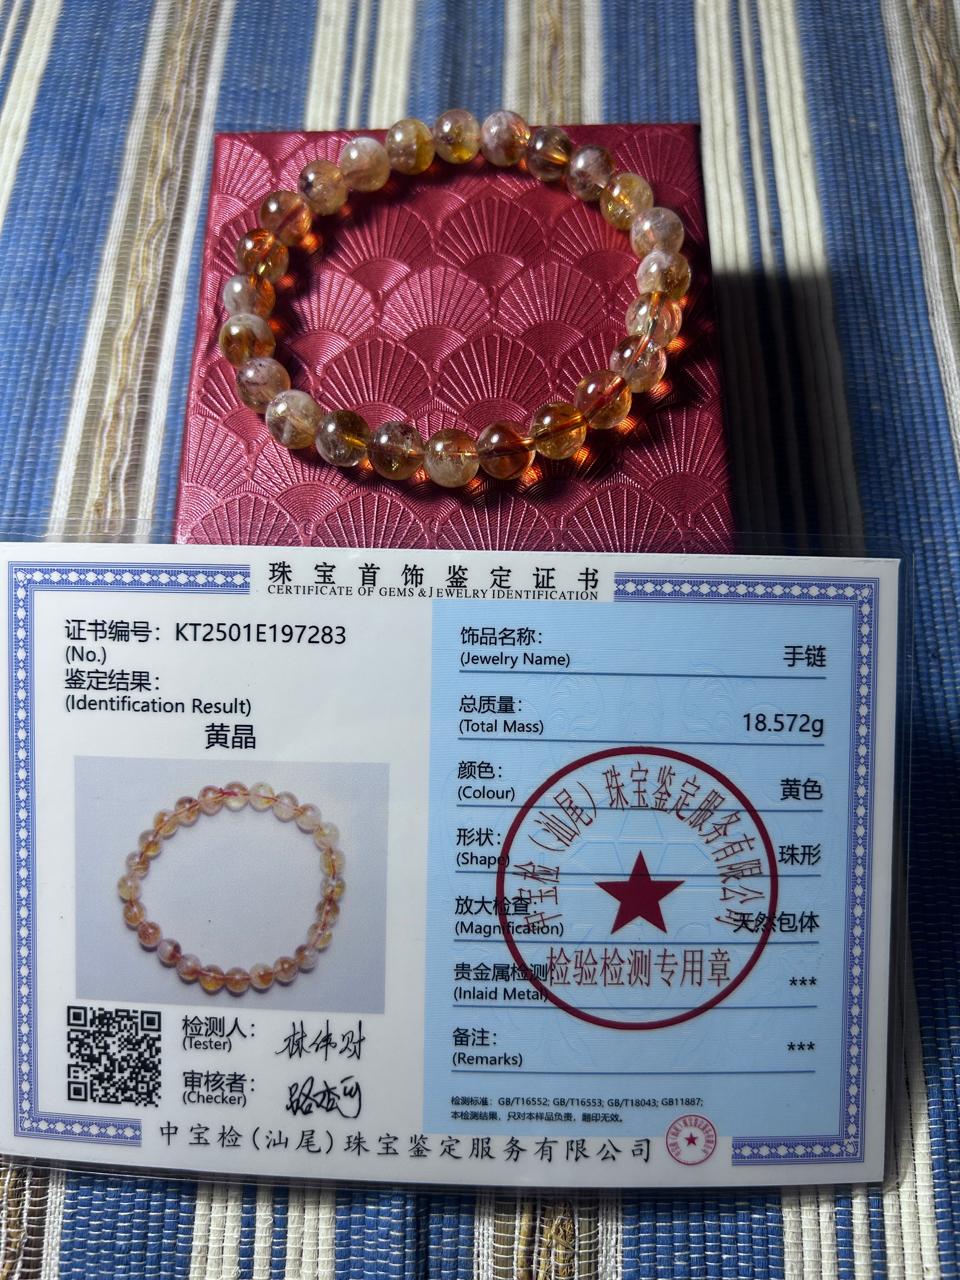 珠宝首饰鉴定证书
CERTIFICATE OF GEMS &JEWELRY IDENTIFICATION
证书编号：KT2501E197283
(No.)
鉴定结果：
(Identification Result)
黄晶
检测人：
(Tester)
审核者：
(Checker)
饰品名称：
(Jewelry Name)
手链
总质量：
(Total Mass)
18.572g
颜色：
(Colour)
黄色
形状：
(Shape)
珠形
放大检查：
(Magnification)
天然包体
贵金属检测：
(Inlaid Metal)
***
备注：
(Remarks)
***
中宝检（汕尾）珠宝鉴定服务有限公司
检验检测专用章
检测标准：GB/T16552; GB/T16553; GB/T18043; GB11887;
本检测结果，只对本样品负责，翻印无效。
中宝检(汕尾)珠宝鉴定服务有限公司